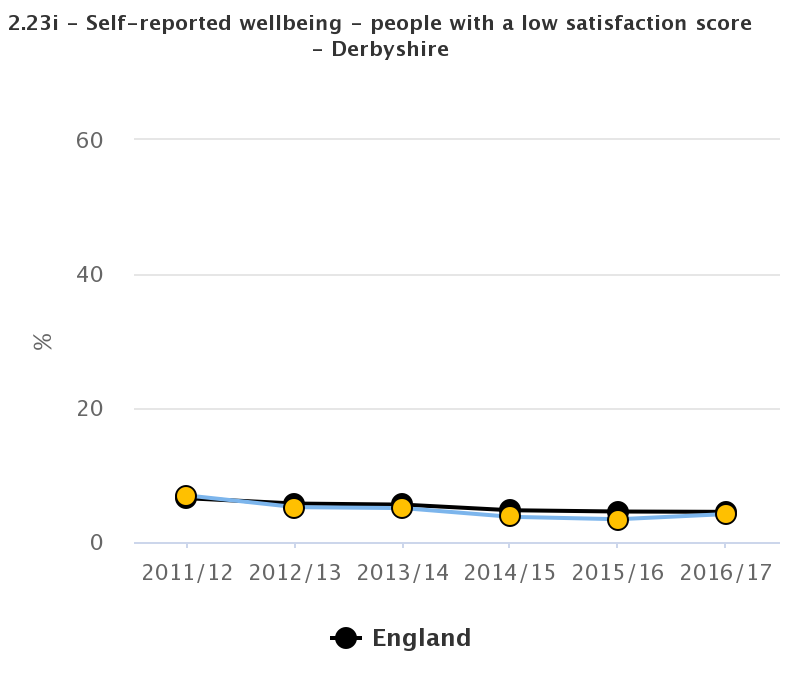 2.23i – Self-reported wellbeing – people with a low satisfaction score
– Derbyshire
60
40
%
20
0
2011/12 2012/13 2013/14 2014/15 2015/16 2016/17
England